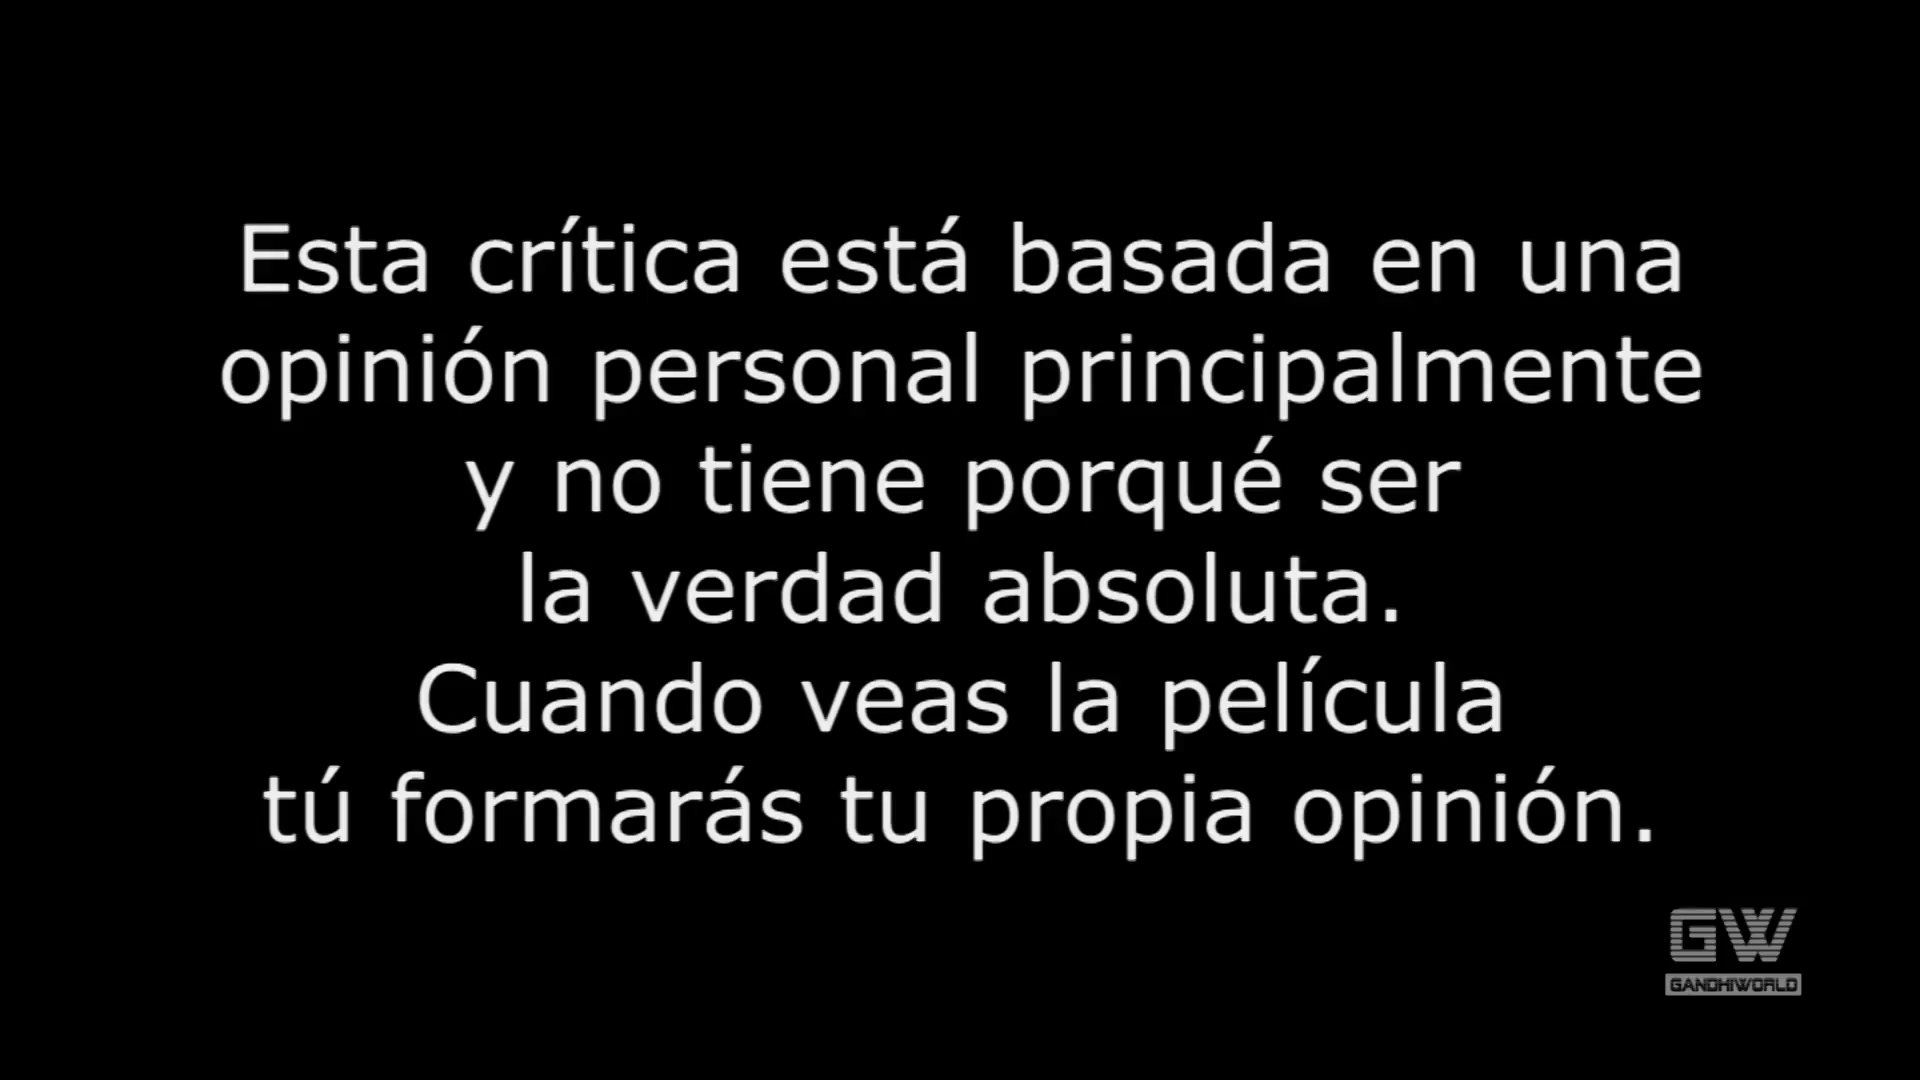 Esta crítica está basada en una
opinión personal principalmente
y no tiene porqué ser
la verdad absoluta.
Cuando veas la película
tú formarás tu propia opinión.
GW
GANDHIWORLD